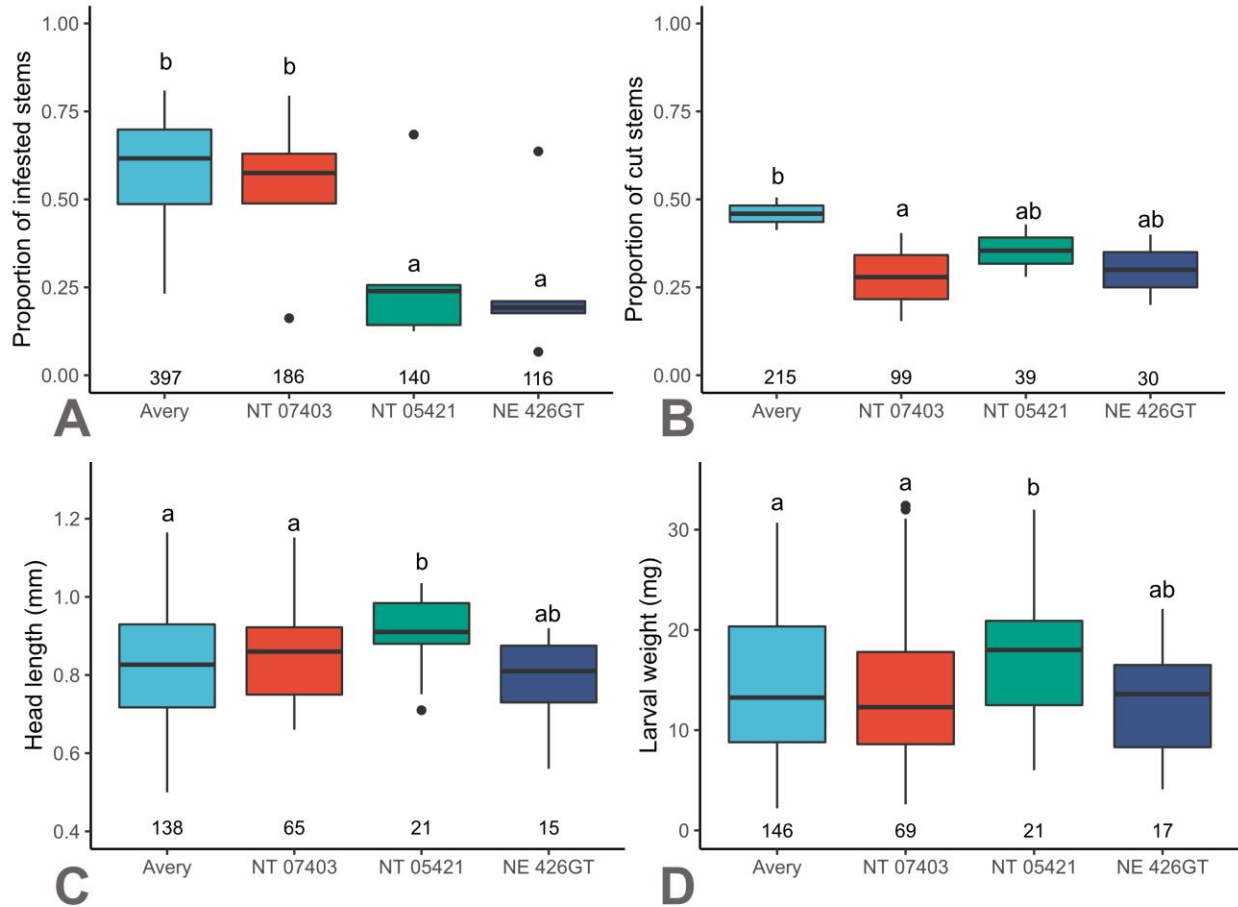 Proportion of infested stems
1.00
0.75
0.50
0.25
0.00
b
b
a
a
397
186
140
116
Avery
NT 07403
NT 05421
NE 426GT
A
Proportion of cut stems
1.00
0.75
0.50
0.25
0.00
b
a
ab
ab
215
99
39
30
Avery
NT 07403
NT 05421
NE 426GT
B
Head length (mm)
1.2
1.0
0.8
0.6
0.4
a
a
b
ab
138
65
21
15
Avery
NT 07403
NT 05421
NE 426GT
C
Larval weight (mg)
30
20
10
0
a
a
b
ab
146
69
21
17
Avery
NT 07403
NT 05421
NE 426GT
D